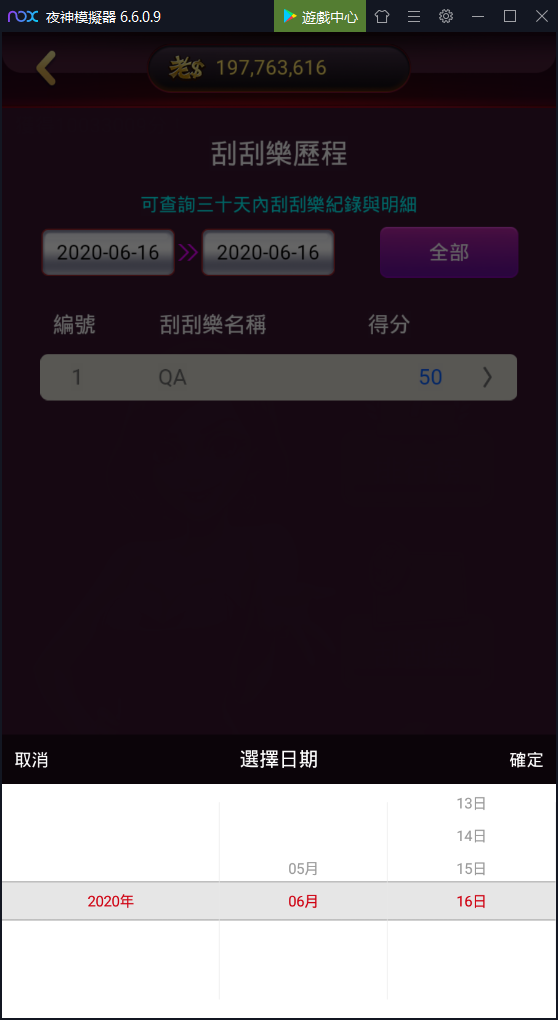 nox 夜神模擬器 6.6.0.9 遊戲中心
老$ 197,763,616
刮刮樂歷程
可查詢三十天內刮刮樂紀錄與明細
2020-06-16 2020-06-16 全部
編號 刮刮樂名稱 得分
1 QA 50
取消 選擇日期 確定
13日
14日
05月 15日
2020年 06月 16日